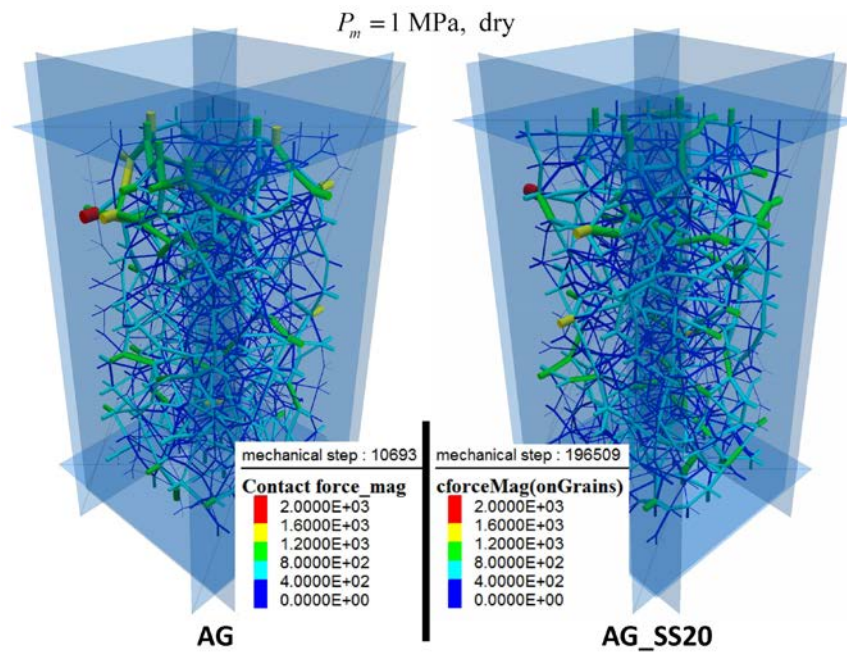 P_m = 1 MPa, dry
mechanical step : 10693
Contact force_mag
2.0000E+03
1.6000E+03
1.2000E+03
8.0000E+02
4.0000E+02
0.0000E+00
AG
mechanical step : 196509
cforceMag(onGrains)
2.0000E+03
1.6000E+03
1.2000E+03
8.0000E+02
4.0000E+02
0.0000E+00
AG_SS20